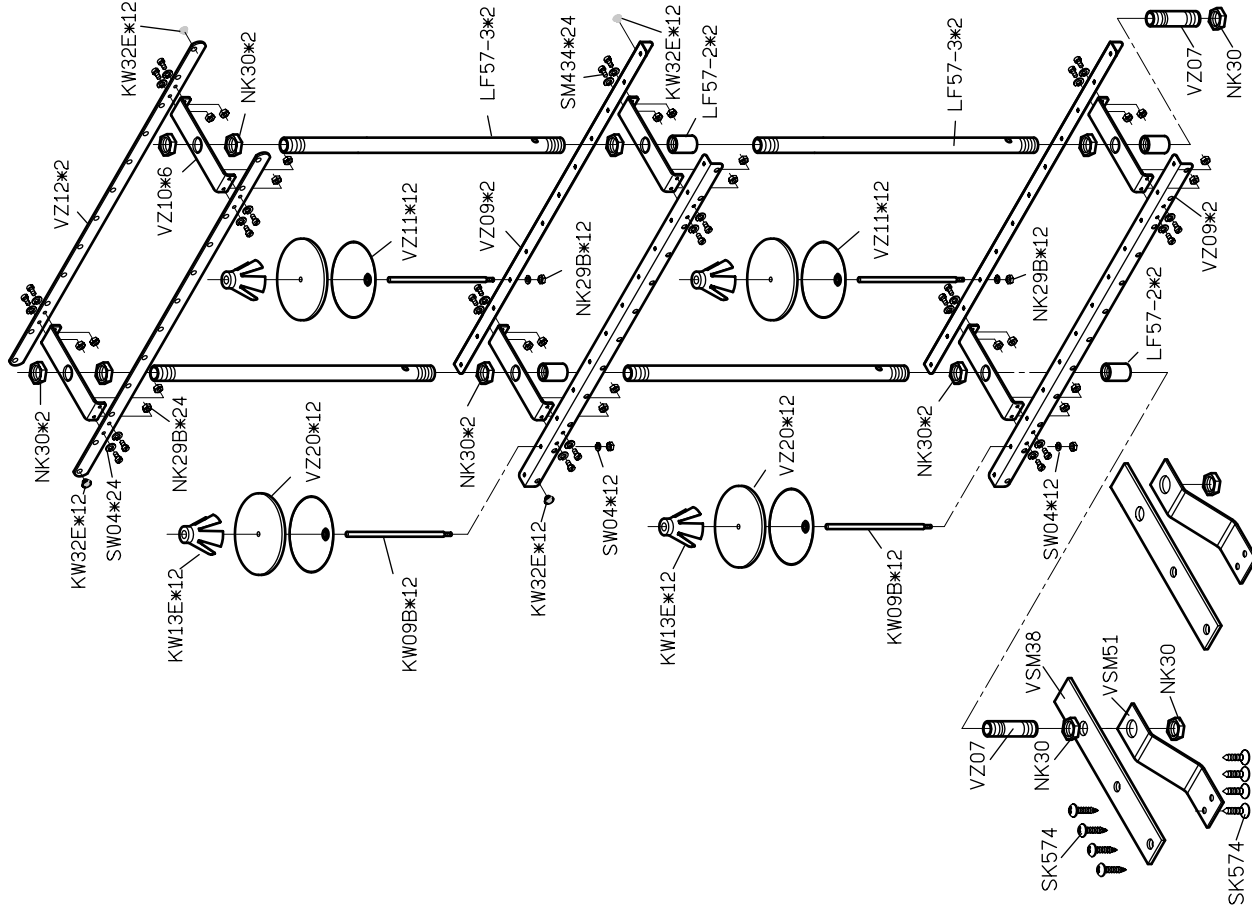 KW32E*12
VZ12*2
VZ10*6
NK30*2
LF57-3*2
SM434*24
KW32E*12
LF57-2*2
LF57-3*2
VZ07
NK30
VZ11*12
VZ09*2
NK29B*12
VZ11*12
NK29B*12
VZ09*2
LF57-2*2
NK30*2
KW32E*12
SW04*24
NK29B*24
VZ20*12
NK30*2
VZ20*12
NK30*2
KW13E*12
KW09B*12
KW32E*12
SW04*12
KW13E*12
KW09B*12
SW04*12
VSM38
VSM51
NK30
VZ07
NK30
SK574
SK574